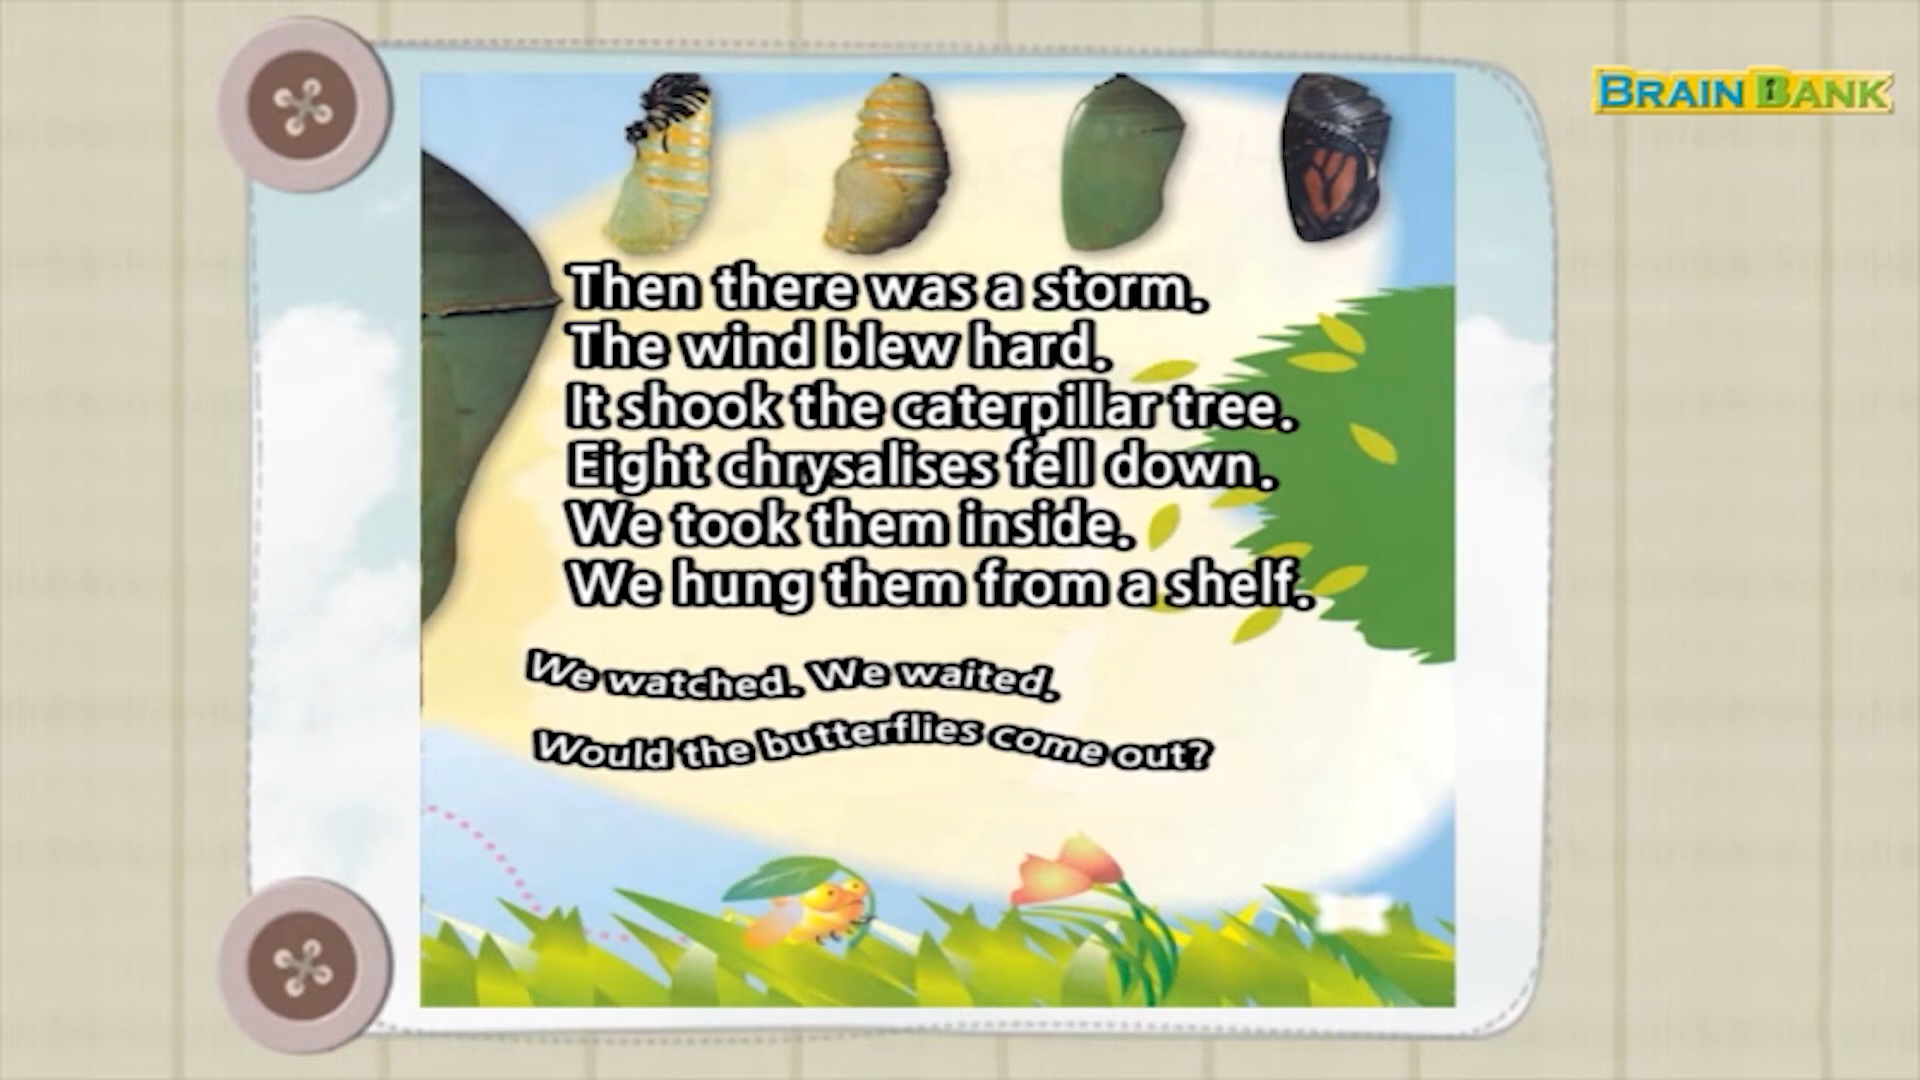 BRAIN BANK
Then there was a storm.
The wind blew hard.
It shook the caterpillar tree.
Eight chrysalises fell down.
We took them inside.
We hung them from a shelf.
We watched. We waited.
Would the butterflies come out?